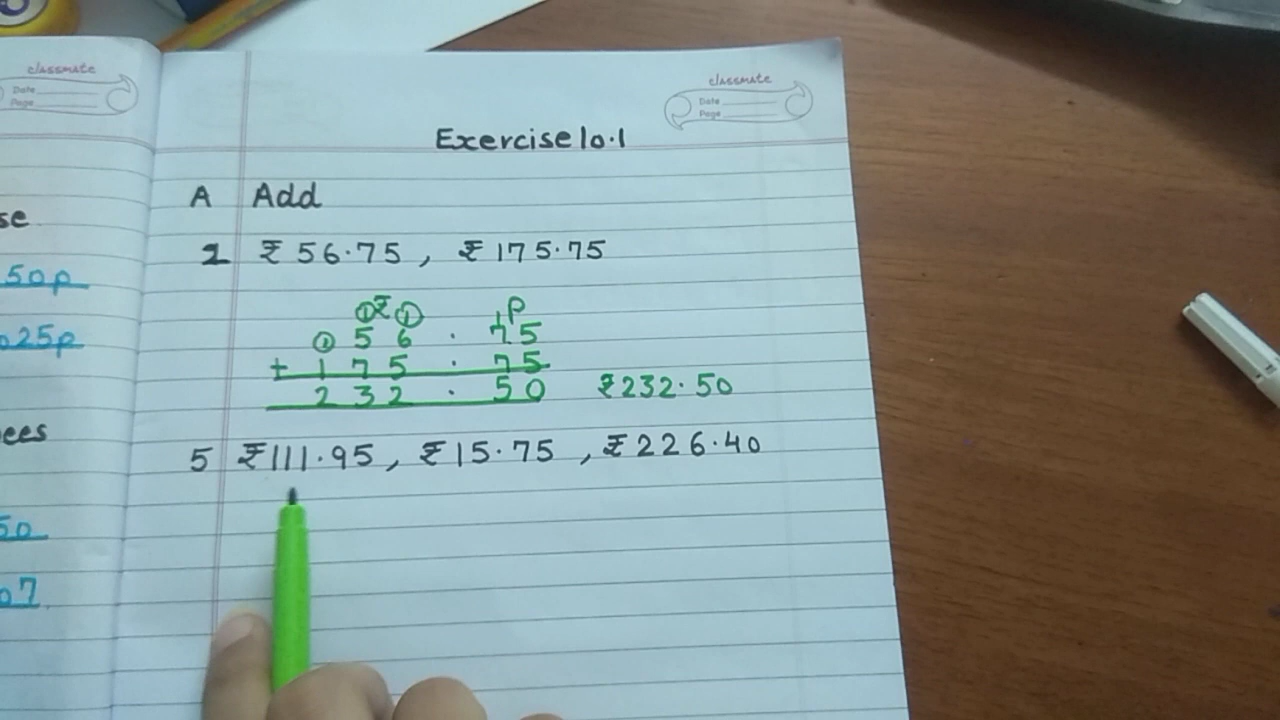 classmate
Date
Page
se
50p
025p
ees
50
07
classmate
Date
Page
Exercise 10.1
A Add
2 ₹ 56.75 , ₹ 175.75
① ₹ ① 1 P
① 5 6 . 75
+ 1 7 5 . 75
2 3 2 . 50 ₹232.50
5 ₹111.95 , ₹15.75 , ₹226.40